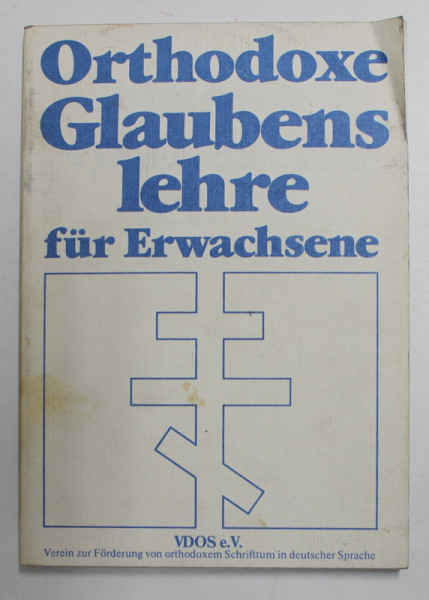 Orthodoxe
Glaubens
lehre
für Erwachsene
VDOS e.V.
Verein zur Förderung von orthodoxem Schrifttum in deutscher Sprache